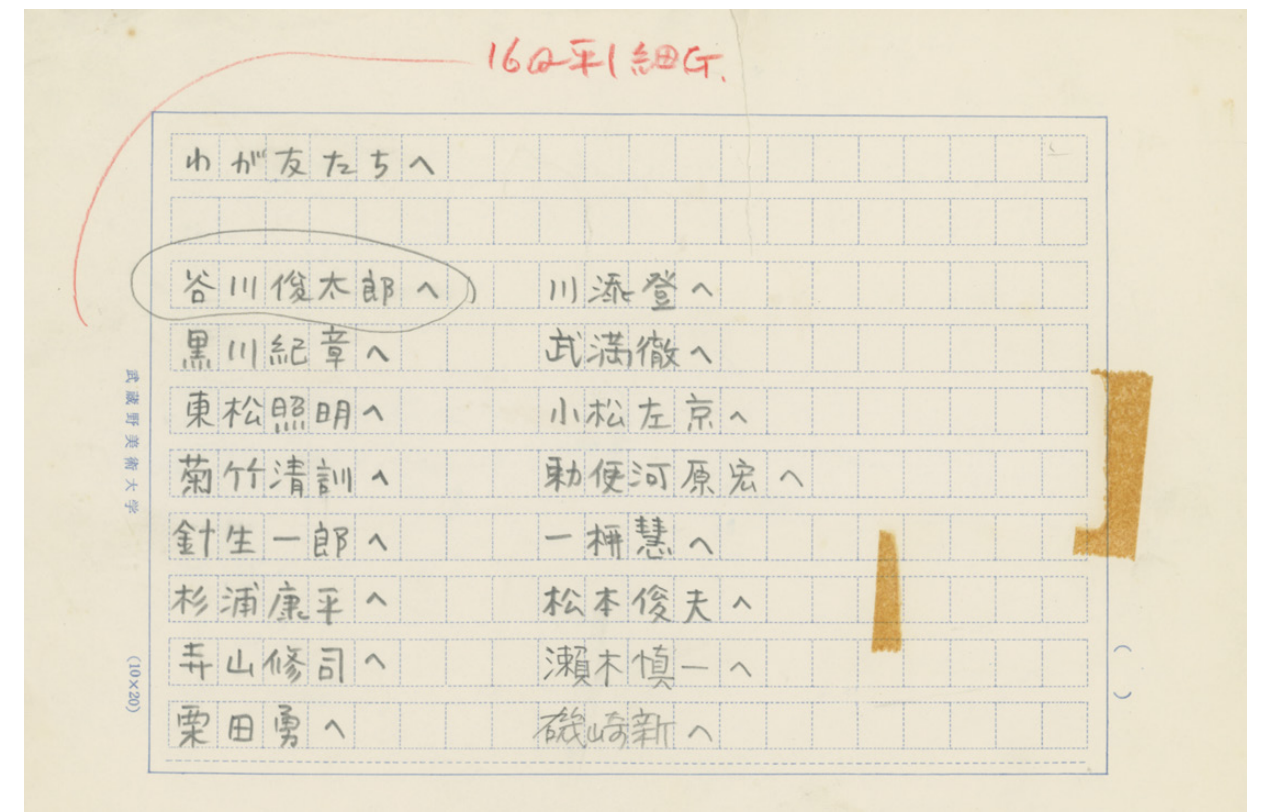 16Q平1細G.
わが友たちへ
谷川俊太郎へ 川添登へ
黒川紀章へ 武満徹へ
東松照明へ 小松左京へ
菊竹清訓へ 勅使河原宏へ
針生一郎へ 一柳慧へ
杉浦康平へ 松本俊夫へ
寺山修司へ 瀬木慎一へ
栗田勇へ 磯崎新へ
武蔵野美術大学
(10×20)